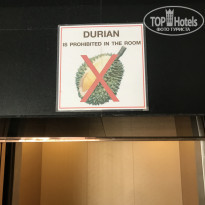 TOP Hotels
ФОТО ТУРИСТА
DURIAN
IS PROHIBITED IN THE ROOM